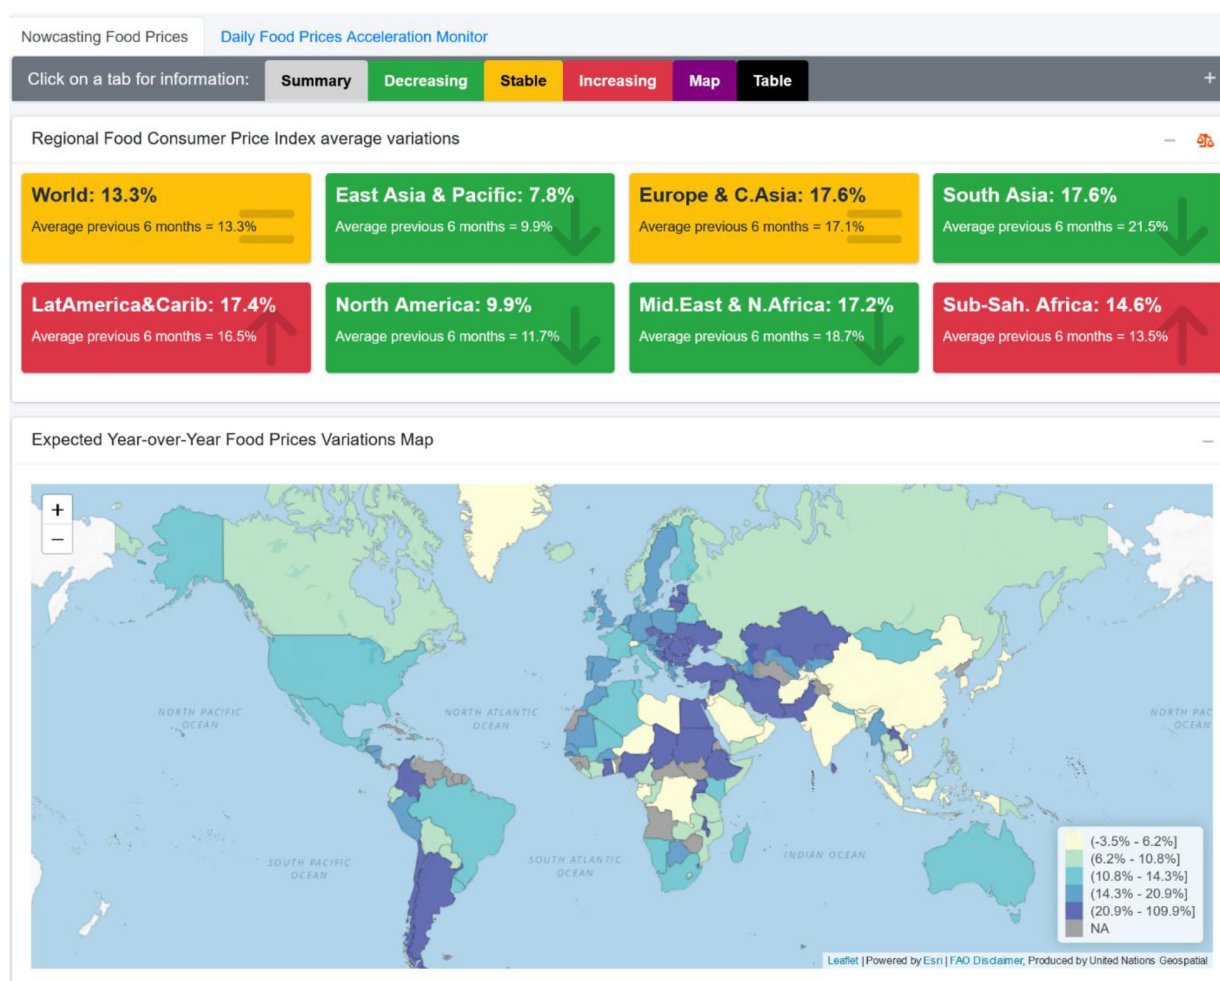 Nowcasting Food Prices Daily Food Prices Acceleration Monitor
Click on a tab for information: Summary Decreasing Stable Increasing Map Table +
Regional Food Consumer Price Index average variations
World: 13.3%
Average previous 6 months = 13.3%
East Asia & Pacific: 7.8%
Average previous 6 months = 9.9%
Europe & C.Asia: 17.6%
Average previous 6 months = 17.1%
South Asia: 17.6%
Average previous 6 months = 21.5%
LatAmerica&Carib: 17.4%
Average previous 6 months = 16.5%
North America: 9.9%
Average previous 6 months = 11.7%
Mid.East & N.Africa: 17.2%
Average previous 6 months = 18.7%
Sub-Sah. Africa: 14.6%
Average previous 6 months = 13.5%
Expected Year-over-Year Food Prices Variations Map
+
−
NORTH PACIFIC
OCEAN
NORTH ATLANTIC
OCEAN
NORTH PAC
OCEAN
SOUTH PACIFIC
OCEAN
SOUTH ATLANTIC
OCEAN
INDIAN OCEAN
(-3.5% - 6.2%]
(6.2% - 10.8%]
(10.8% - 14.3%]
(14.3% - 20.9%]
(20.9% - 109.9%]
NA
Leaflet | Powered by Esri | FAO Disclaimer, Produced by United Nations Geospatial